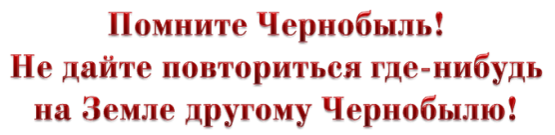 Помните Чернобыль!
Не дайте повториться где-нибудь
на Земле другому Чернобылю!